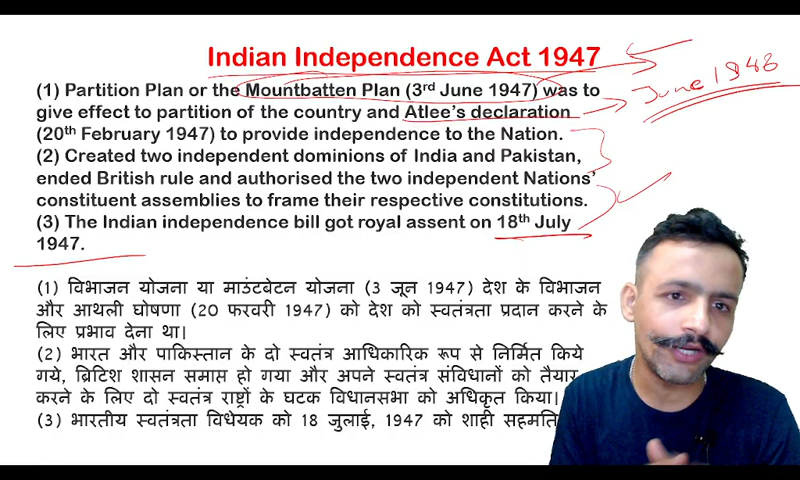 Indian Independence Act 1947
(1) Partition Plan or the Mountbatten Plan (3rd June 1947) was to
give effect to partition of the country and Atlee's declaration
(20th February 1947) to provide independence to the Nation.
(2) Created two independent dominions of India and Pakistan,
ended British rule and authorised the two independent Nations'
constituent assemblies to frame their respective constitutions.
(3) The Indian independence bill got royal assent on 18th July
1947.
June 1948
(1) विभाजन योजना या माउंटबेटन योजना (3 जून 1947) देश के विभाजन
और आथली घोषणा (20 फरवरी 1947) को देश को स्वतंत्रता प्रदान करने के
लिए प्रभाव देना था।
(2) भारत और पाकिस्तान के दो स्वतंत्र आधिकारिक रूप से निर्मित किये
गये, ब्रिटिश शासन समाप्त हो गया और अपने स्वतंत्र संविधानों को तैयार
करने के लिए दो स्वतंत्र राष्ट्रों के घटक विधानसभा को अधिकृत किया।
(3) भारतीय स्वतंत्रता विधेयक को 18 जुलाई, 1947 को शाही सहमति